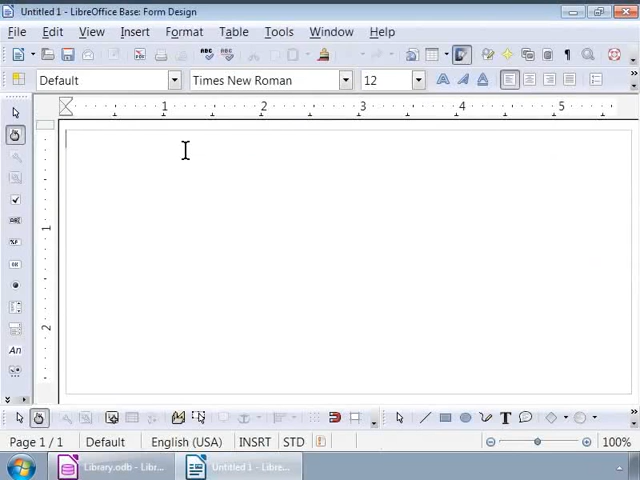 Untitled 1 - LibreOffice Base: Form Design
File Edit View Insert Format Table Tools Window Help
Default Times New Roman 12
1 2 3 4 5
1
2
An
Page 1 / 1 Default English (USA) INSRT STD 100%
Library.odb - Libr... Untitled 1 - Libre...